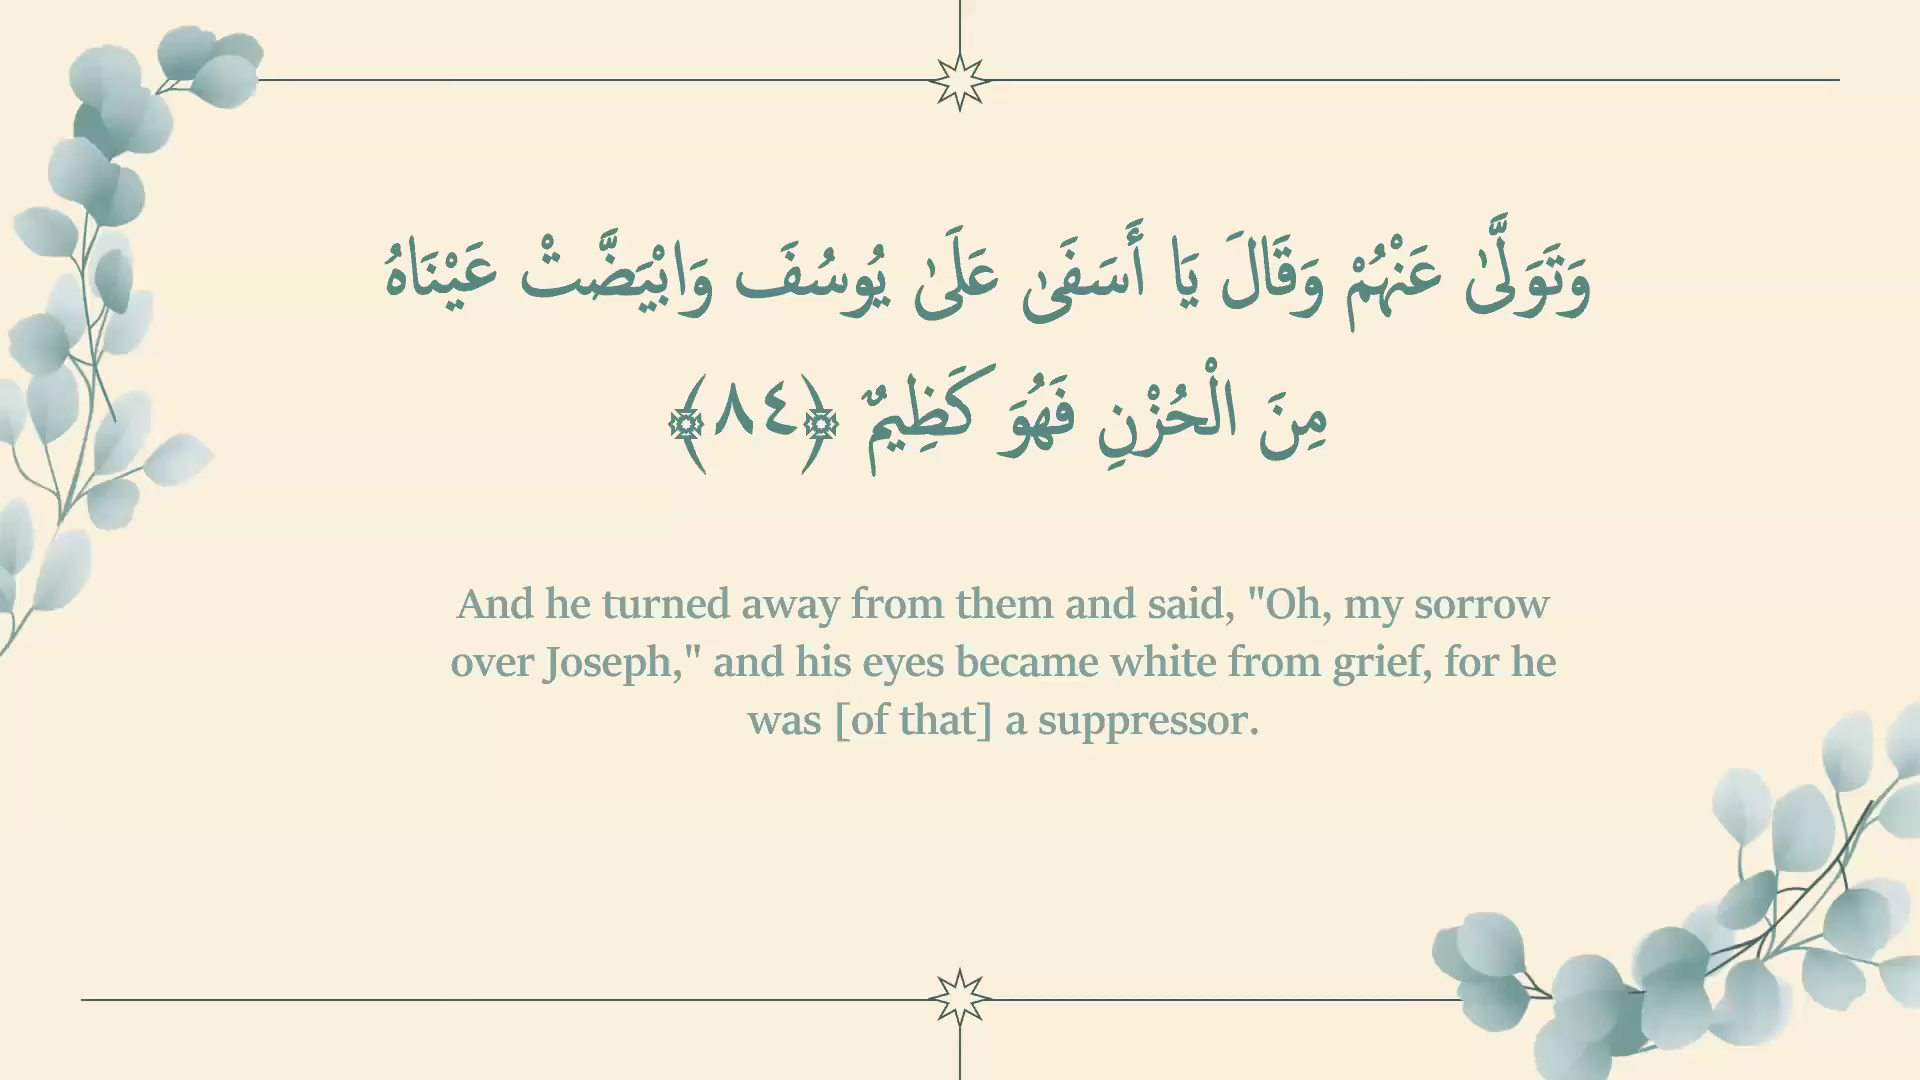 وَتَوَلَّىٰ عَنْهُمْ وَقَالَ يَا أَسَفَىٰ عَلَىٰ يُوسُفَ وَابْيَضَّتْ عَيْنَاهُ
مِنَ الْحُزْنِ فَهُوَ كَظِيمٌ ﴿٨٤﴾
And he turned away from them and said, "Oh, my sorrow
over Joseph," and his eyes became white from grief, for he
was [of that] a suppressor.